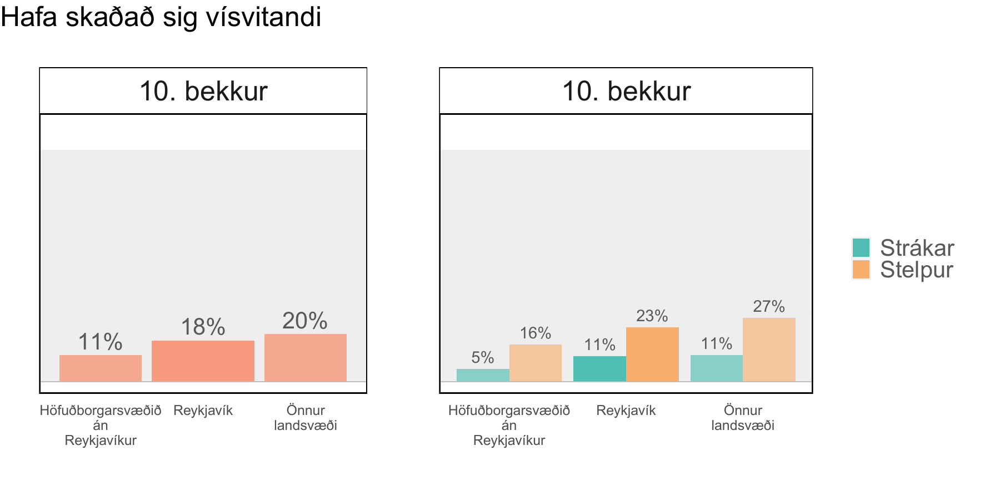 Hafa skaðað sig vísvitandi
10. bekkur
11%
18%
20%
Höfuðborgarsvæðið
án
Reykjavíkur
Reykjavík
Önnur
landsvæði
10. bekkur
5%
16%
11%
23%
11%
27%
Höfuðborgarsvæðið
án
Reykjavíkur
Reykjavík
Önnur
landsvæði
Strákar
Stelpur